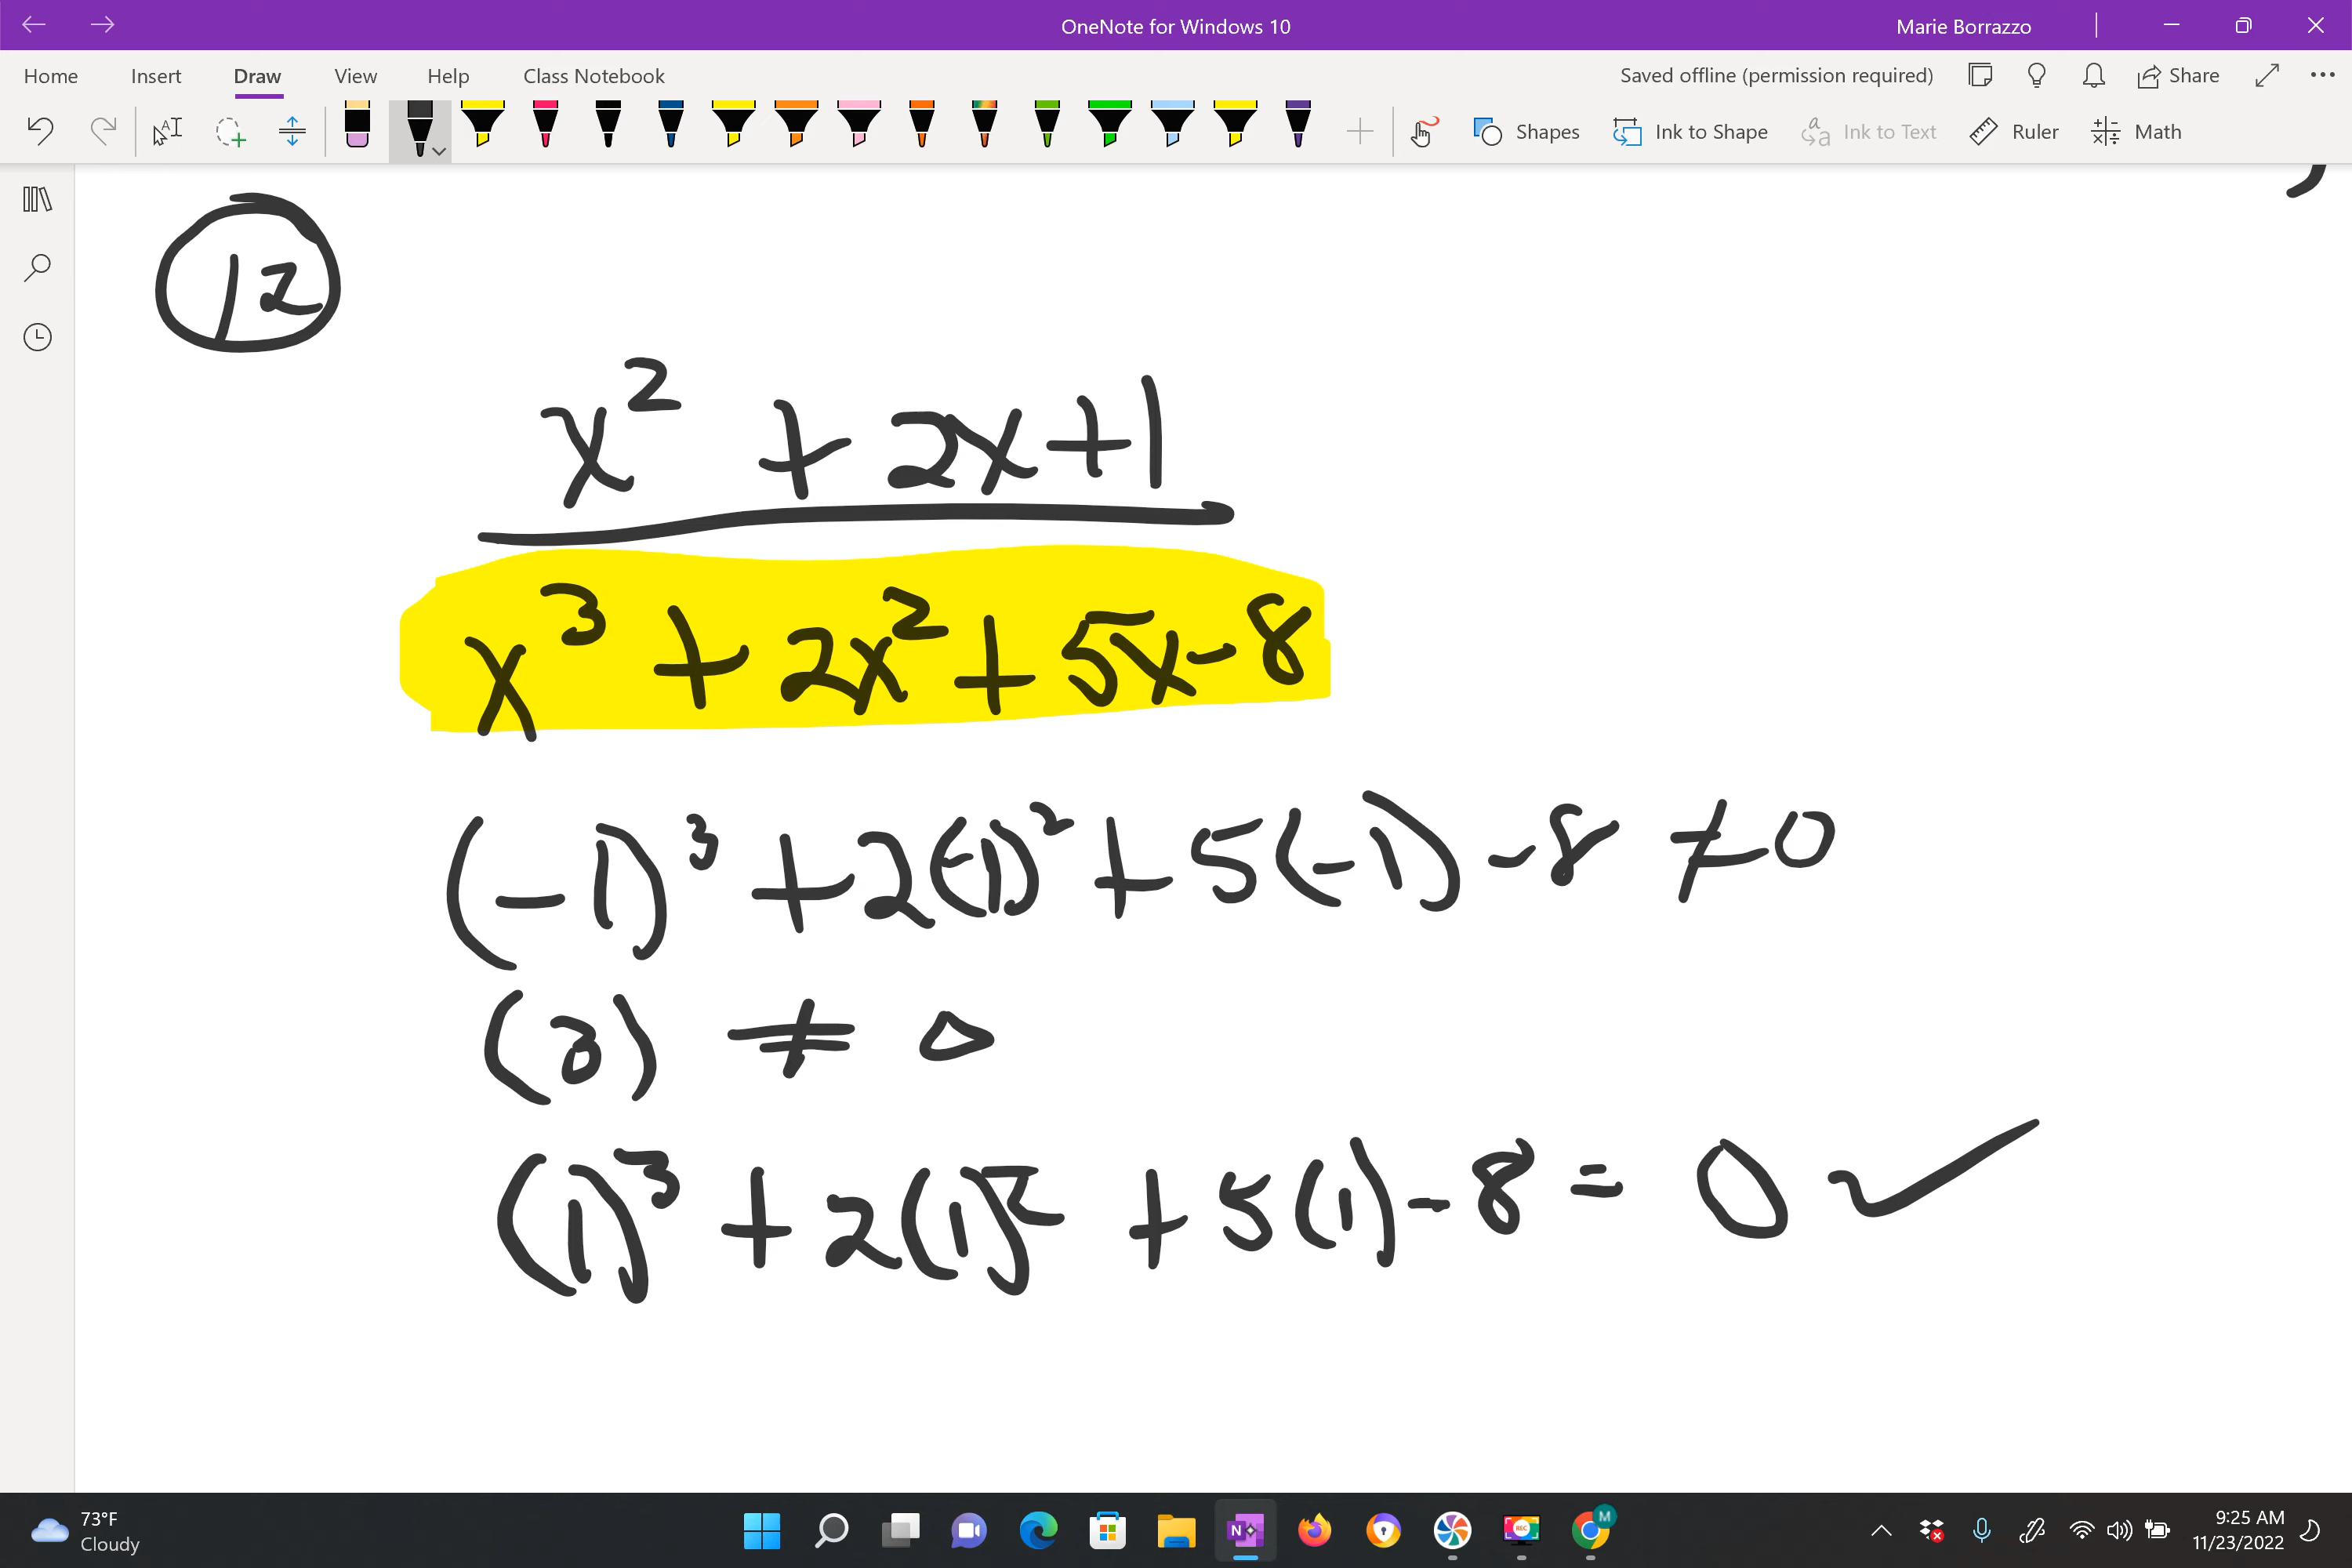 OneNote for Windows 10
Marie Borrazzo
Home Insert Draw View Help Class Notebook
Saved offline (permission required)
Share
Shapes Ink to Shape Ink to Text Ruler Math
12
x² + 2x+1
x³ + 2x² + 5x-8
(-1)³ + 2(-1)² + 5(-1) - 8 ≠ 0
( ) ≠ 0
(1)³ + 2(1)² + 5(1) - 8 = 0 ✓
73°F
Cloudy
9:25 AM
11/23/2022